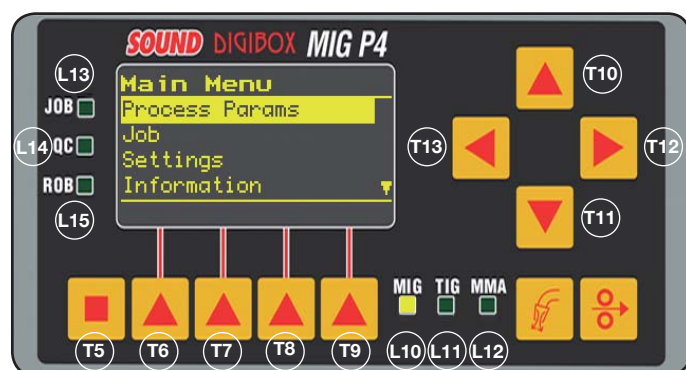 SOUND DIGIBOX MIG P4
L13
JOB
L14 QC
ROB
L15
Main Menu
Process Params
Job
Settings
Information
T10
T13
T12
T11
MIG TIG MMA
T5 T6 T7 T8 T9 L10 L11 L12